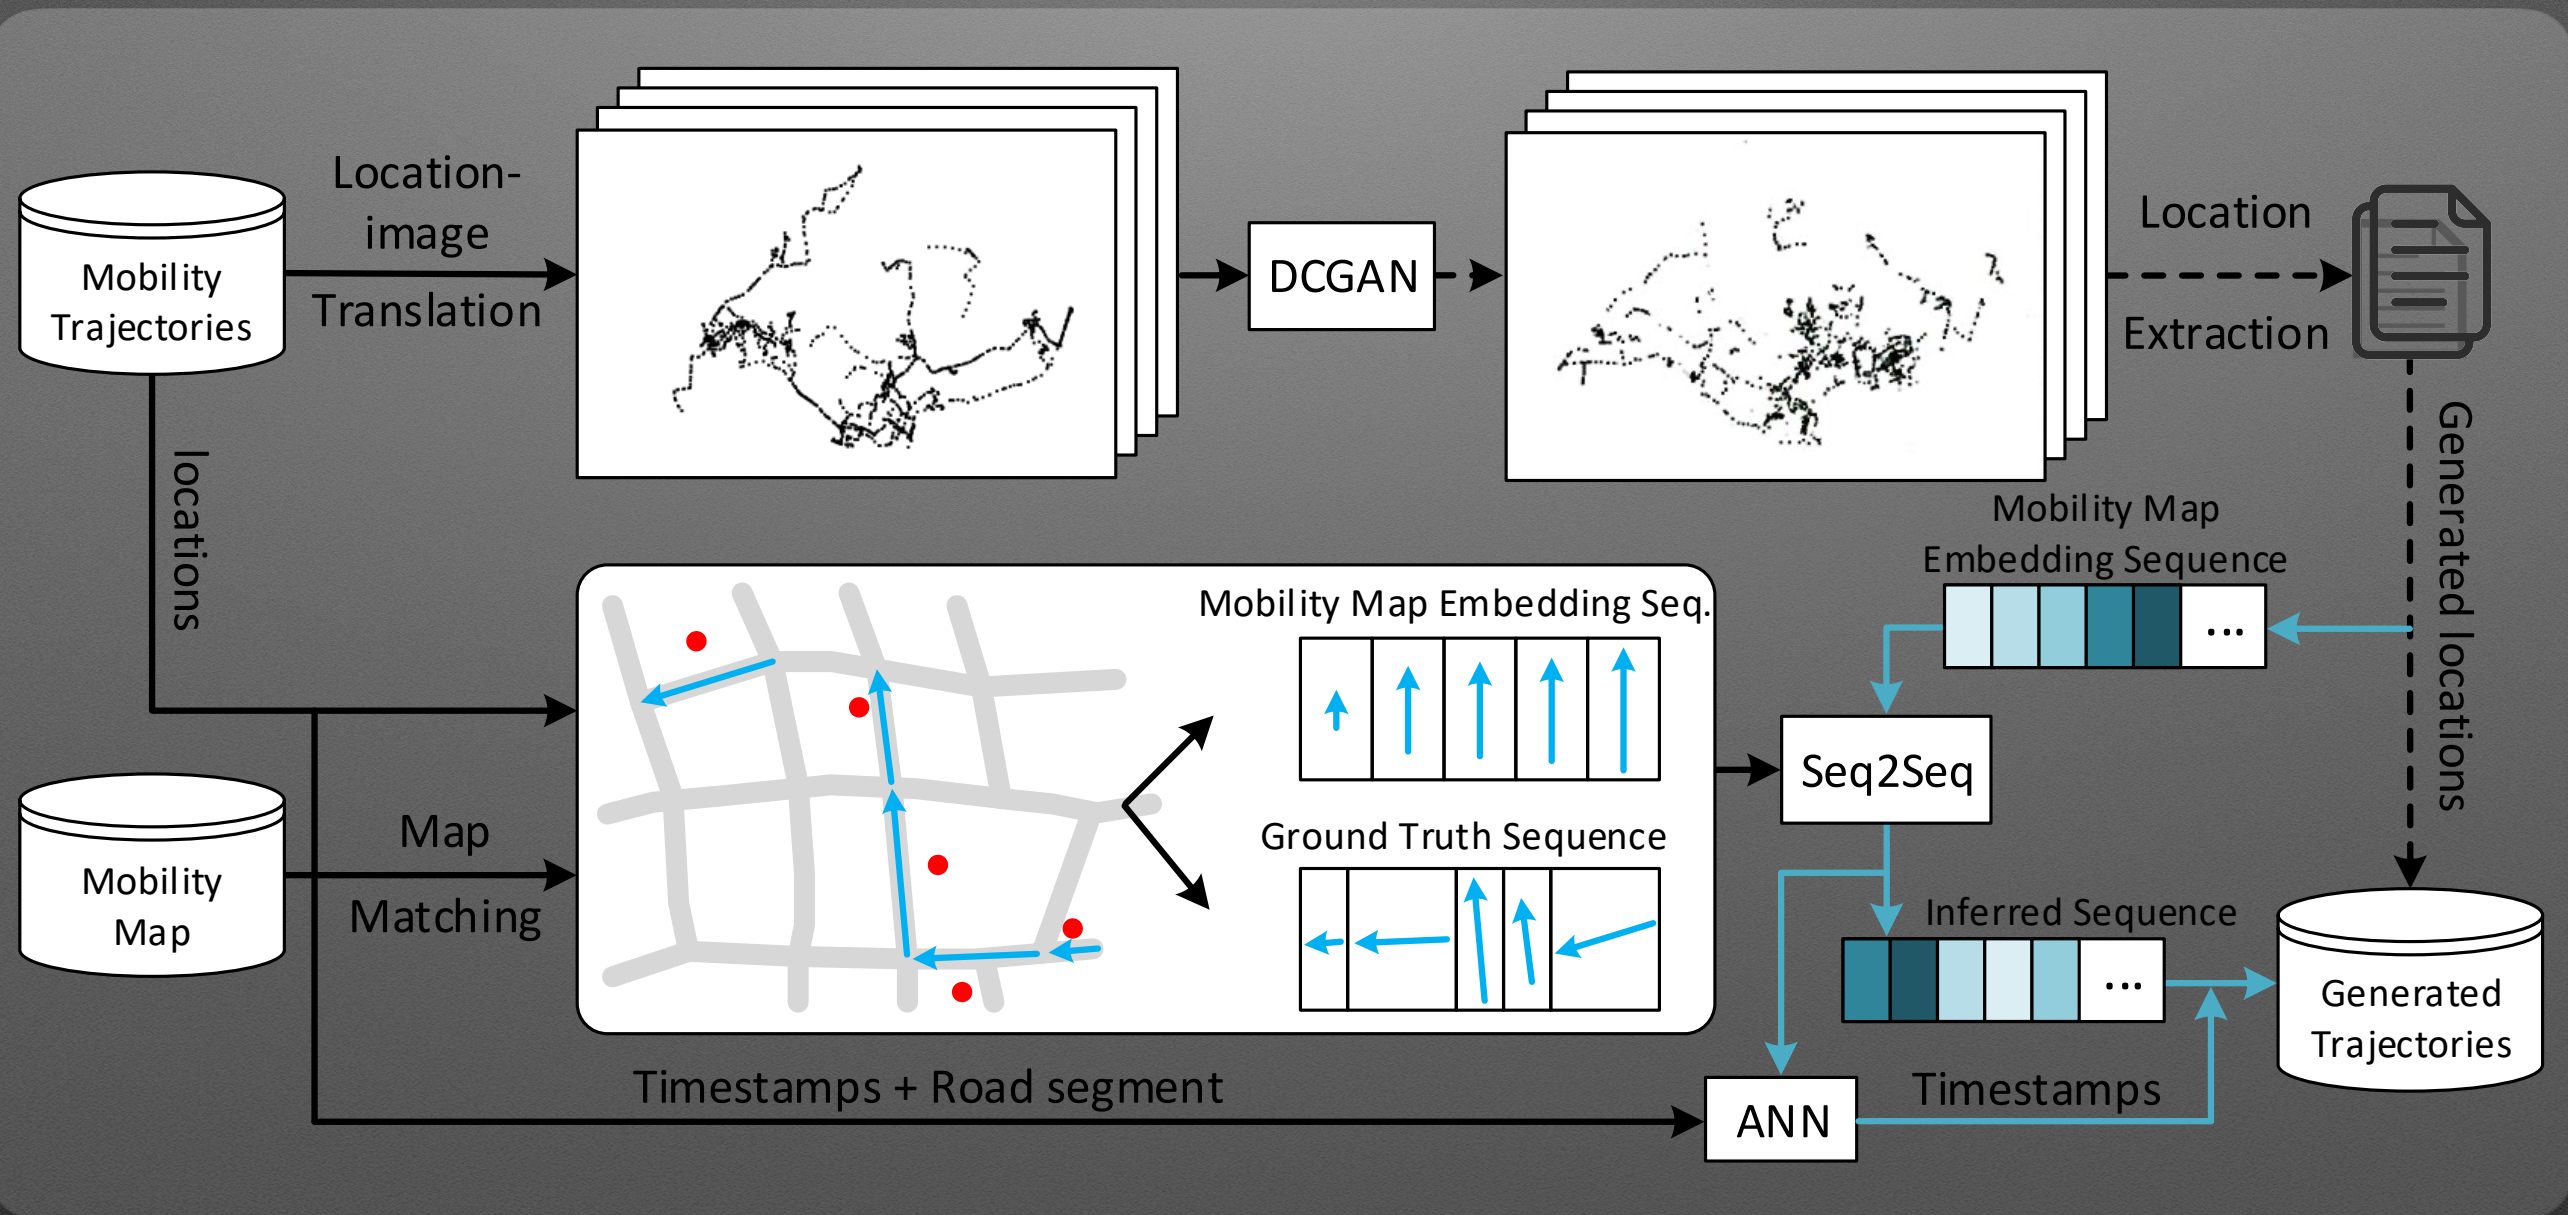 Location-
image
Translation
Mobility
Trajectories
DCGAN
Location
Extraction
locations
Generated locations
Mobility Map
Embedding Sequence
...
Mobility Map Embedding Seq.
Seq2Seq
Map
Matching
Ground Truth Sequence
Mobility
Map
Inferred Sequence
...
Generated
Trajectories
Timestamps + Road segment
Timestamps
ANN